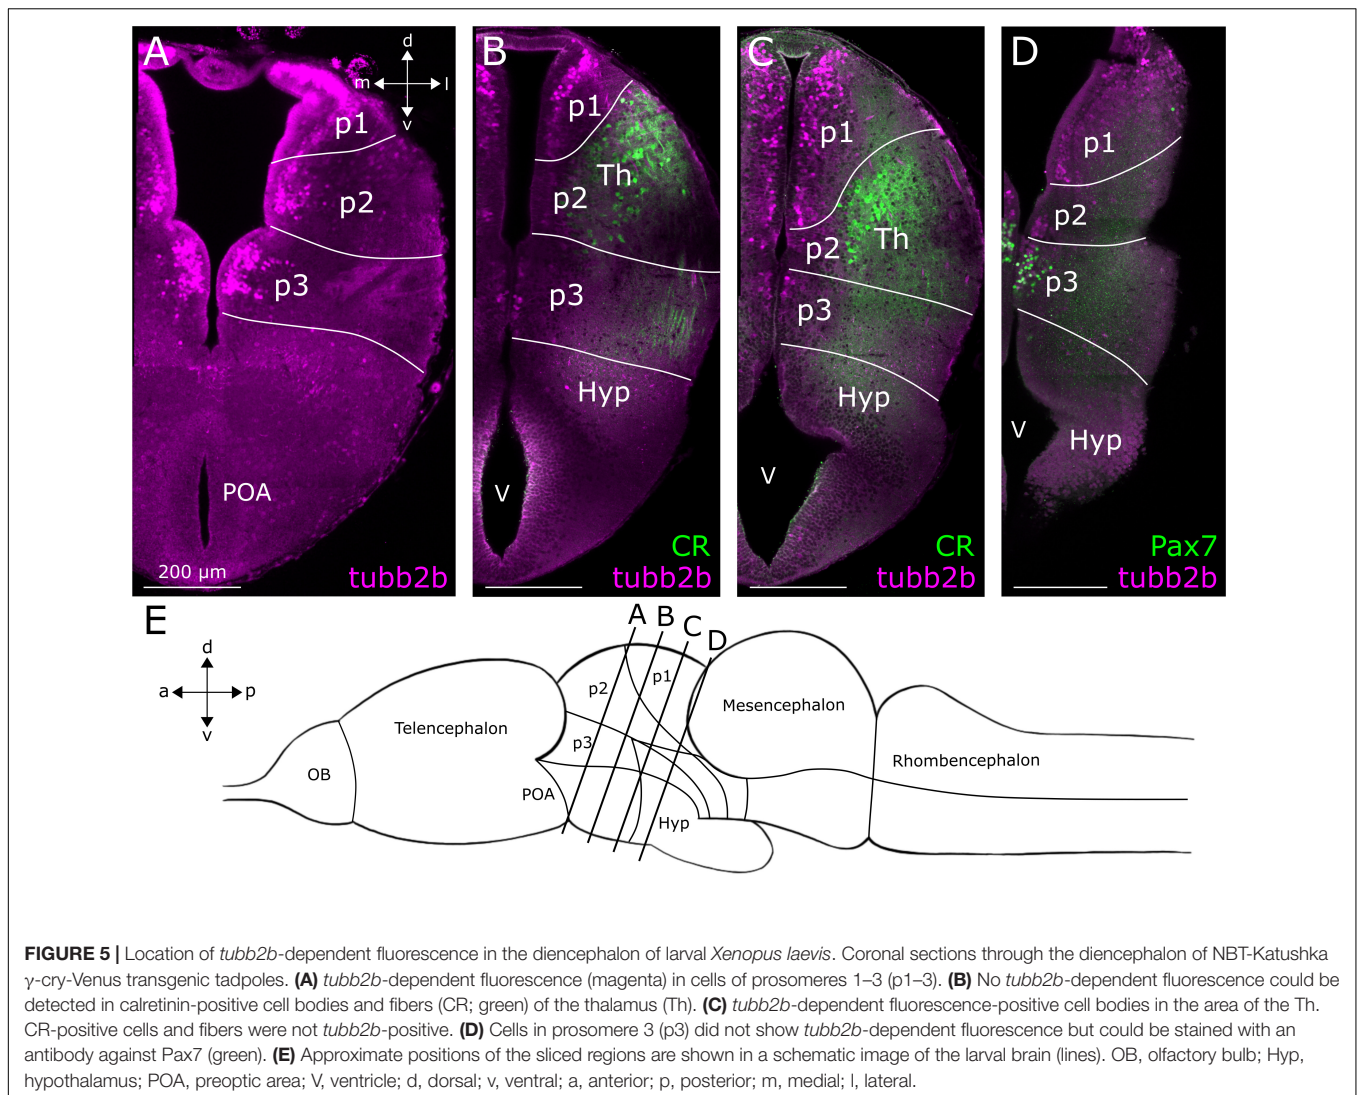 A
d
m
l
v
p1
p2
p3
POA
200 µm
tubb2b
B
p1
Th
p2
p3
Hyp
V
CR
tubb2b
C
p1
Th
p2
p3
Hyp
V
CR
tubb2b
D
p1
p2
p3
V
Hyp
Pax7
tubb2b
E
d
a
p
v
A
B
C
D
p1
p2
Mesencephalon
Telencephalon
p3
Rhombencephalon
OB
POA
Hyp
FIGURE 5 | Location of tubb2b-dependent fluorescence in the diencephalon of larval Xenopus laevis. Coronal sections through the diencephalon of NBT-Katushka
γ-cry-Venus transgenic tadpoles. (A) tubb2b-dependent fluorescence (magenta) in cells of prosomeres 1–3 (p1–3). (B) No tubb2b-dependent fluorescence could be
detected in calretinin-positive cell bodies and fibers (CR; green) of the thalamus (Th). (C) tubb2b-dependent fluorescence-positive cell bodies in the area of the Th.
CR-positive cells and fibers were not tubb2b-positive. (D) Cells in prosomere 3 (p3) did not show tubb2b-dependent fluorescence but could be stained with an
antibody against Pax7 (green). (E) Approximate positions of the sliced regions are shown in a schematic image of the larval brain (lines). OB, olfactory bulb; Hyp,
hypothalamus; POA, preoptic area; V, ventricle; d, dorsal; v, ventral; a, anterior; p, posterior; m, medial; l, lateral.